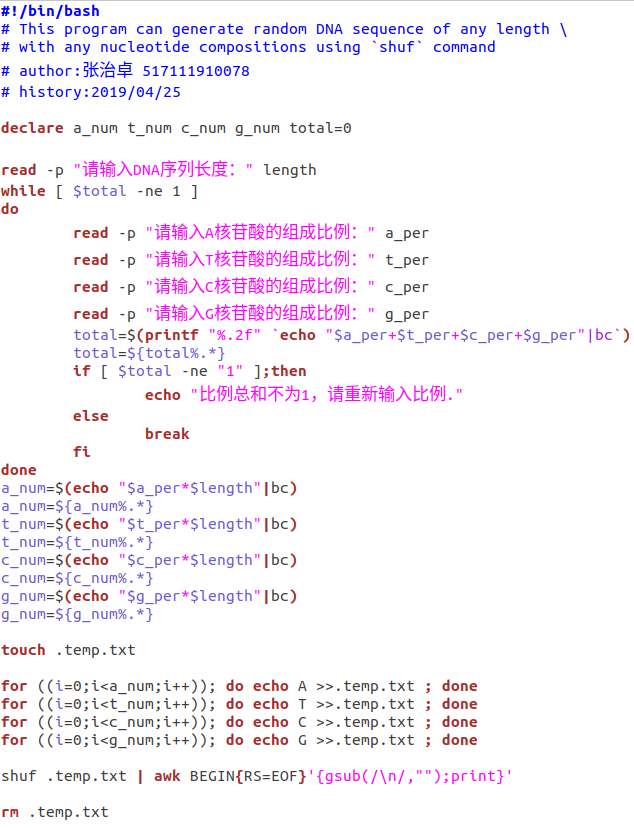 #!/bin/bash
# This program can generate random DNA sequence of any length \
# with any nucleotide compositions using `shuf` command
# author:张治卓 517111910078
# history:2019/04/25
declare a_num t_num c_num g_num total=0
read -p "请输入DNA序列长度：" length
while [ $total -ne 1 ]
do
read -p "请输入A核苷酸的组成比例：" a_per
read -p "请输入T核苷酸的组成比例：" t_per
read -p "请输入C核苷酸的组成比例：" c_per
read -p "请输入G核苷酸的组成比例：" g_per
total=$(printf "%.2f" `echo "$a_per+$t_per+$c_per+$g_per"|bc`)
total=${total%.*}
if [ $total -ne "1" ];then
echo "比例总和不为1，请重新输入比例."
else
break
fi
done
a_num=$(echo "$a_per*$length"|bc)
a_num=${a_num%.*}
t_num=$(echo "$t_per*$length"|bc)
t_num=${t_num%.*}
c_num=$(echo "$c_per*$length"|bc)
c_num=${c_num%.*}
g_num=$(echo "$g_per*$length"|bc)
g_num=${g_num%.*}
touch .temp.txt
for ((i=0;i<a_num;i++)); do echo A >>.temp.txt ; done
for ((i=0;i<t_num;i++)); do echo T >>.temp.txt ; done
for ((i=0;i<c_num;i++)); do echo C >>.temp.txt ; done
for ((i=0;i<g_num;i++)); do echo G >>.temp.txt ; done
shuf .temp.txt | awk BEGIN{RS=EOF}'{gsub(/\n/,"");print}'
rm .temp.txt